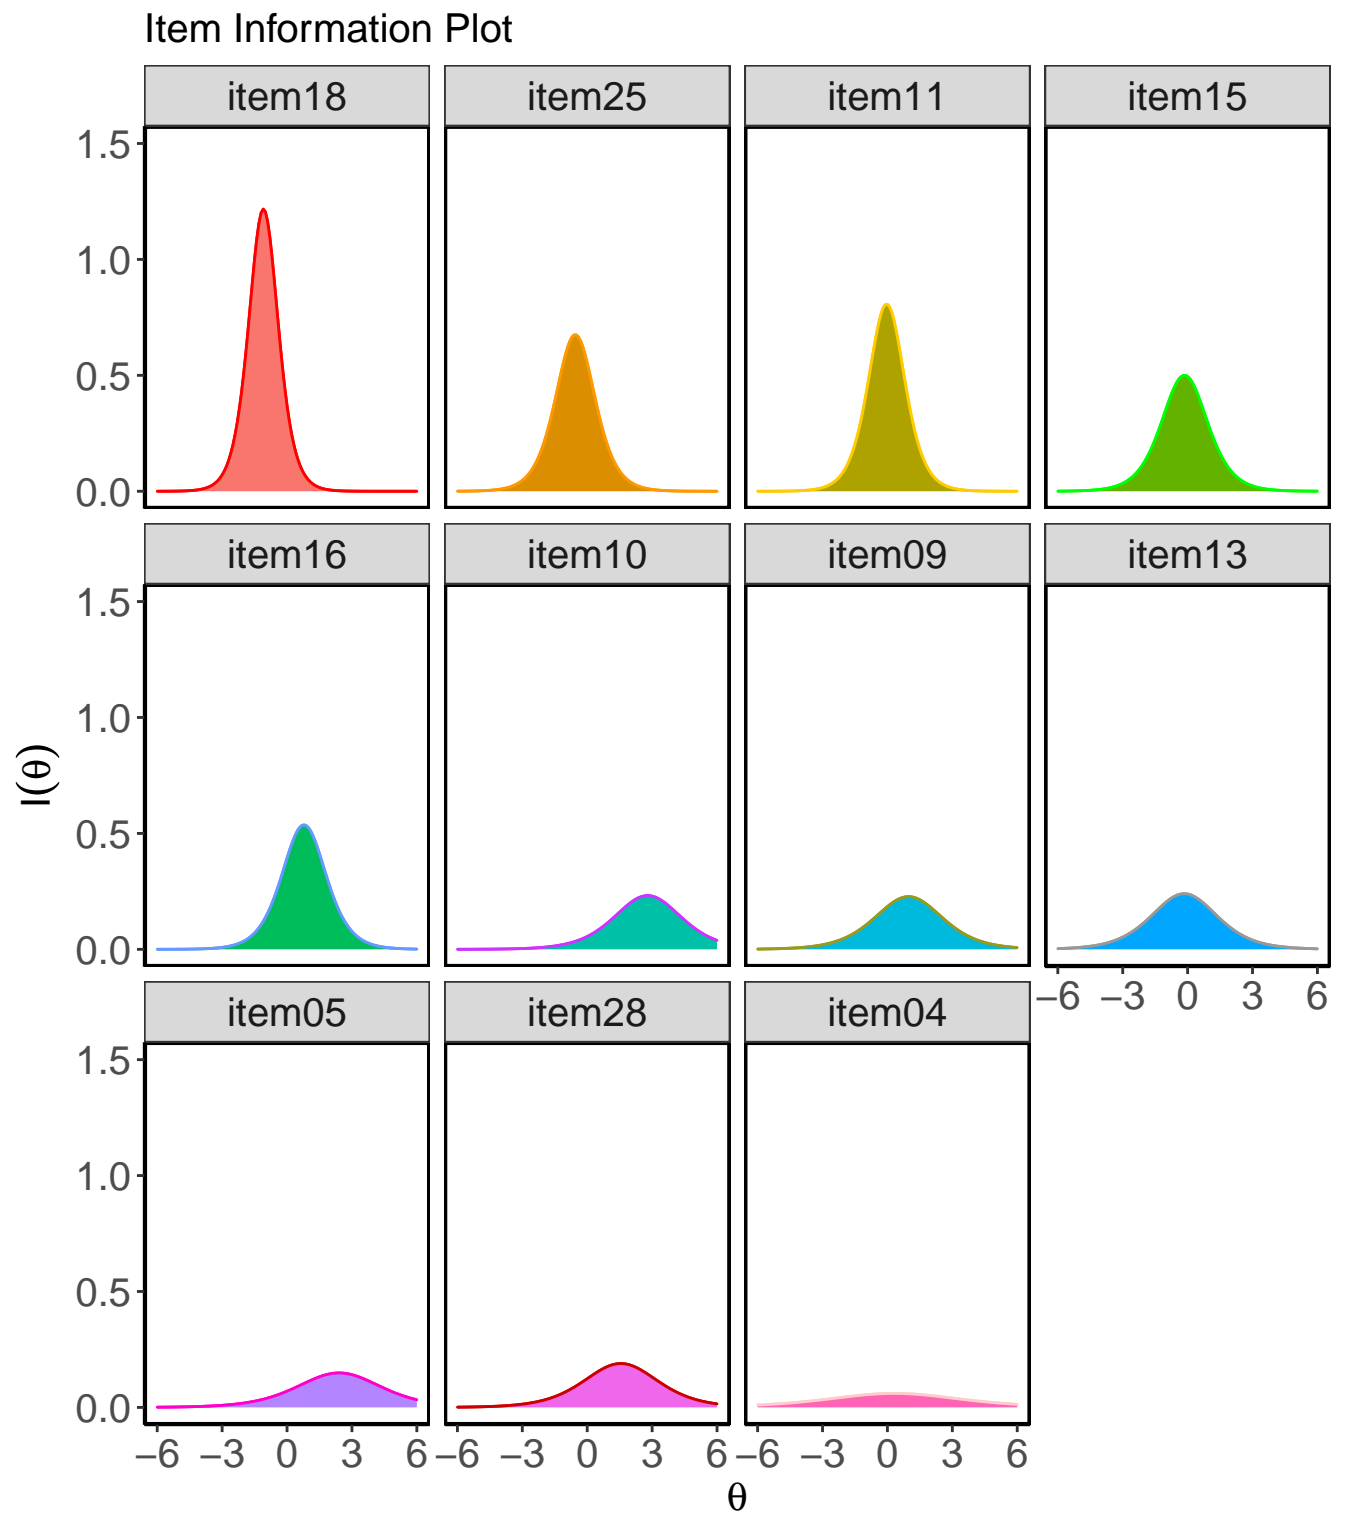 Item Information Plot
item18 item25 item11 item15
1.5
1.0
0.5
0.0
item16 item10 item09 item13
1.5
1.0
0.5
0.0
−6 −3 0 3 6
item05 item28 item04
1.5
1.0
0.5
0.0
−6 −3 0 3 6 −6 −3 0 3 6 −6 −3 0 3 6
θ
I(θ)